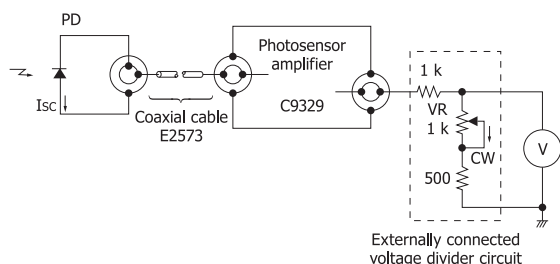 PD
Isc
Coaxial cable
E2573
Photosensor
amplifier
C9329
1 k
VR
1 k
CW
500
V
Externally connected
voltage divider circuit